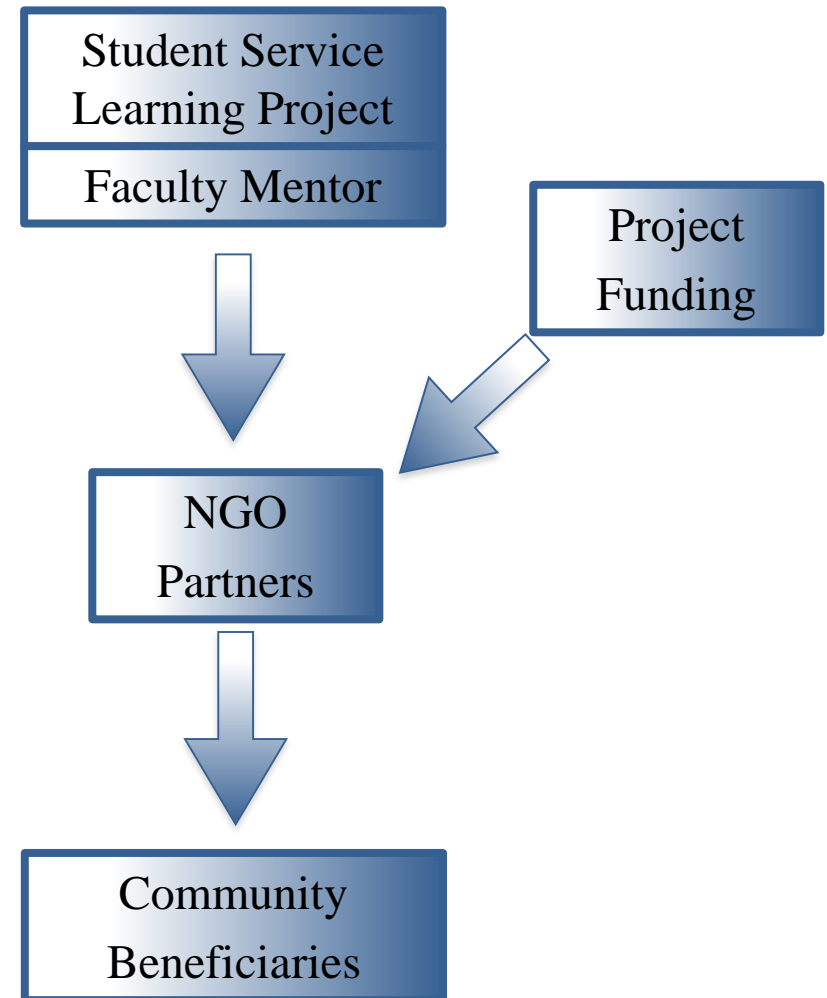 Student Service
Learning Project
Faculty Mentor
Project
Funding
NGO
Partners
Community
Beneficiaries